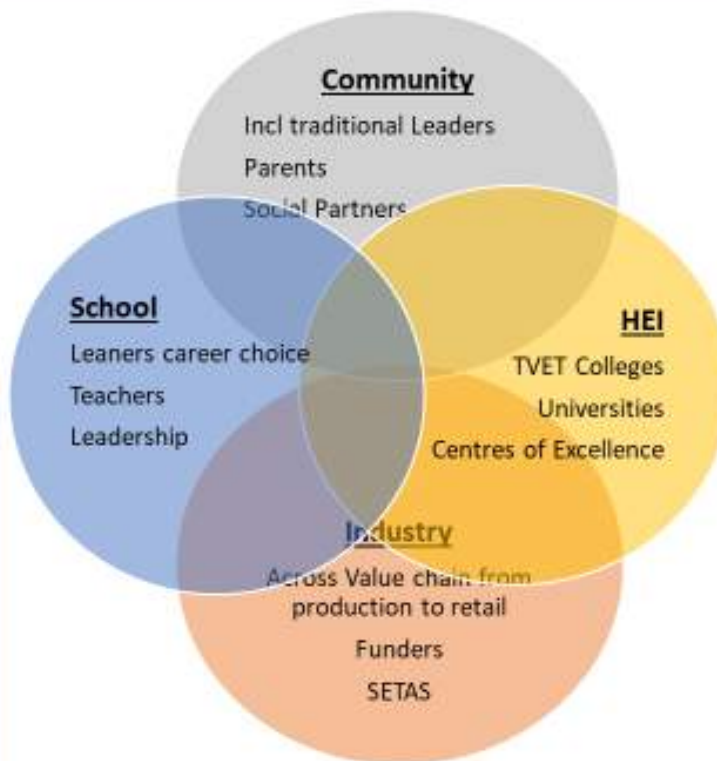 Community
Incl traditional Leaders
Parents
Social Partners
School
Leaners career choice
Teachers
Leadership
HEI
TVET Colleges
Universities
Centres of Excellence
Industry
Across Value chain from
production to retail
Funders
SETAS